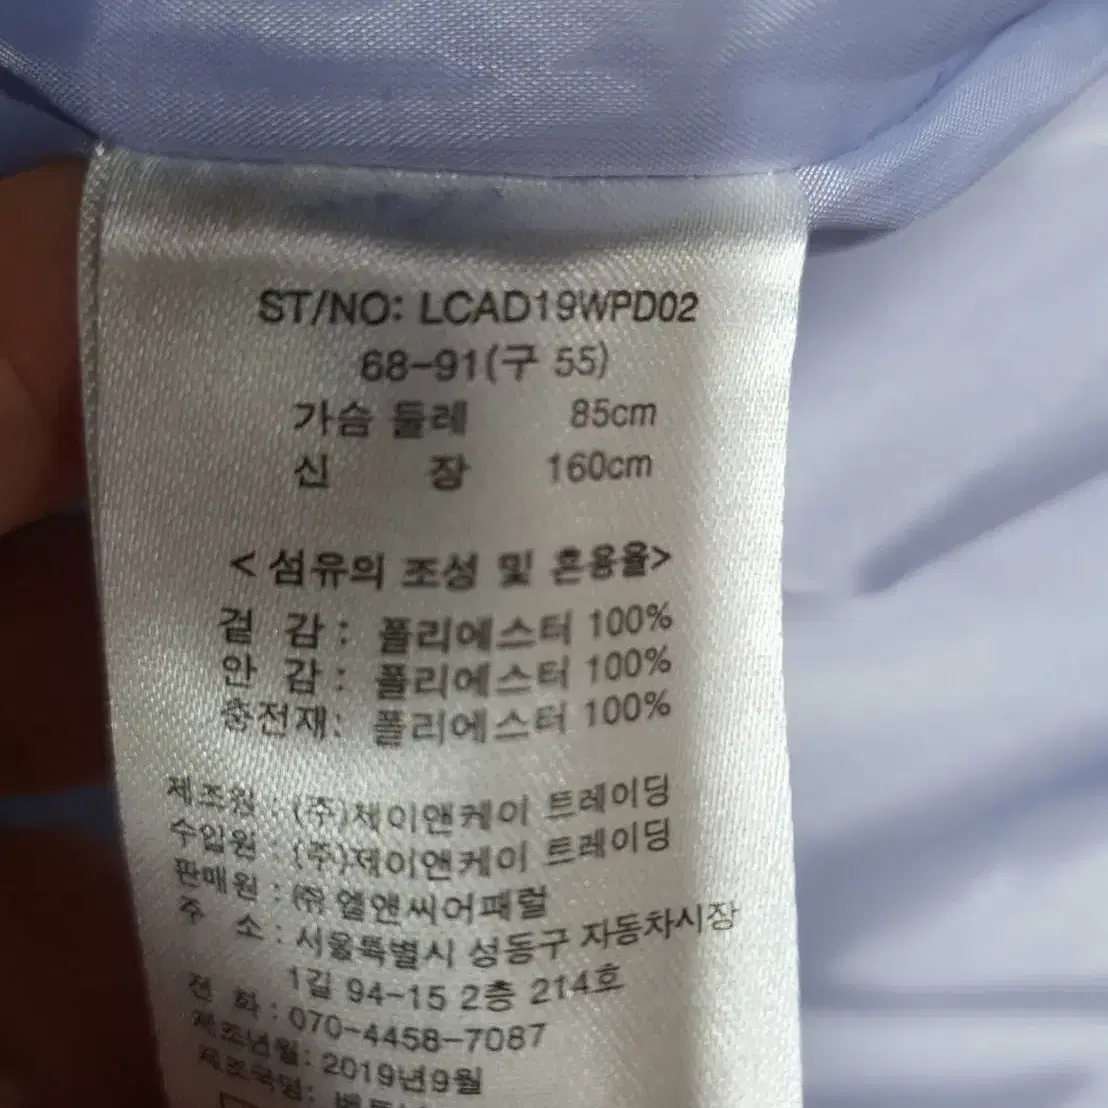 ST/NO: LCAD19WPD02
68-91(구 55)
가슴 둘레 85cm
신 장 160cm
< 섬유의 조성 및 혼용율>
겉 감 : 폴리에스터 100%
안 감 : 폴리에스터 100%
충전재: 폴리에스터 100%
제조원 : (주)제이앤케이 트레이딩
수입원 : (주)제이앤케이 트레이딩
판매원 : ㈜ 엘앤씨어패럴
주 소 : 서울특별시 성동구 자동차시장
1길 94-15 2층 214호
전 화 : 070-4458-7087
제조년월: 2019년9월
제조국명: